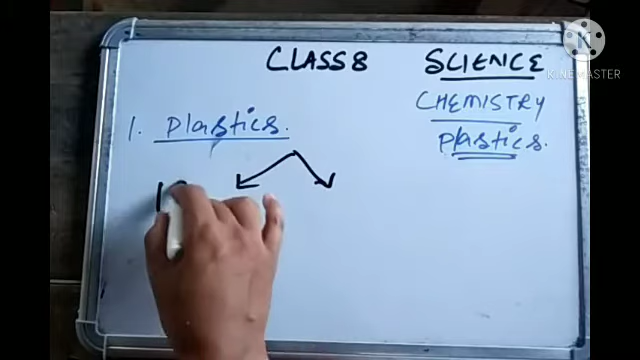 CLASS 8 SCIENCE
CHEMISTRY
Plastics.
1. Plastics.
KINEMASTER